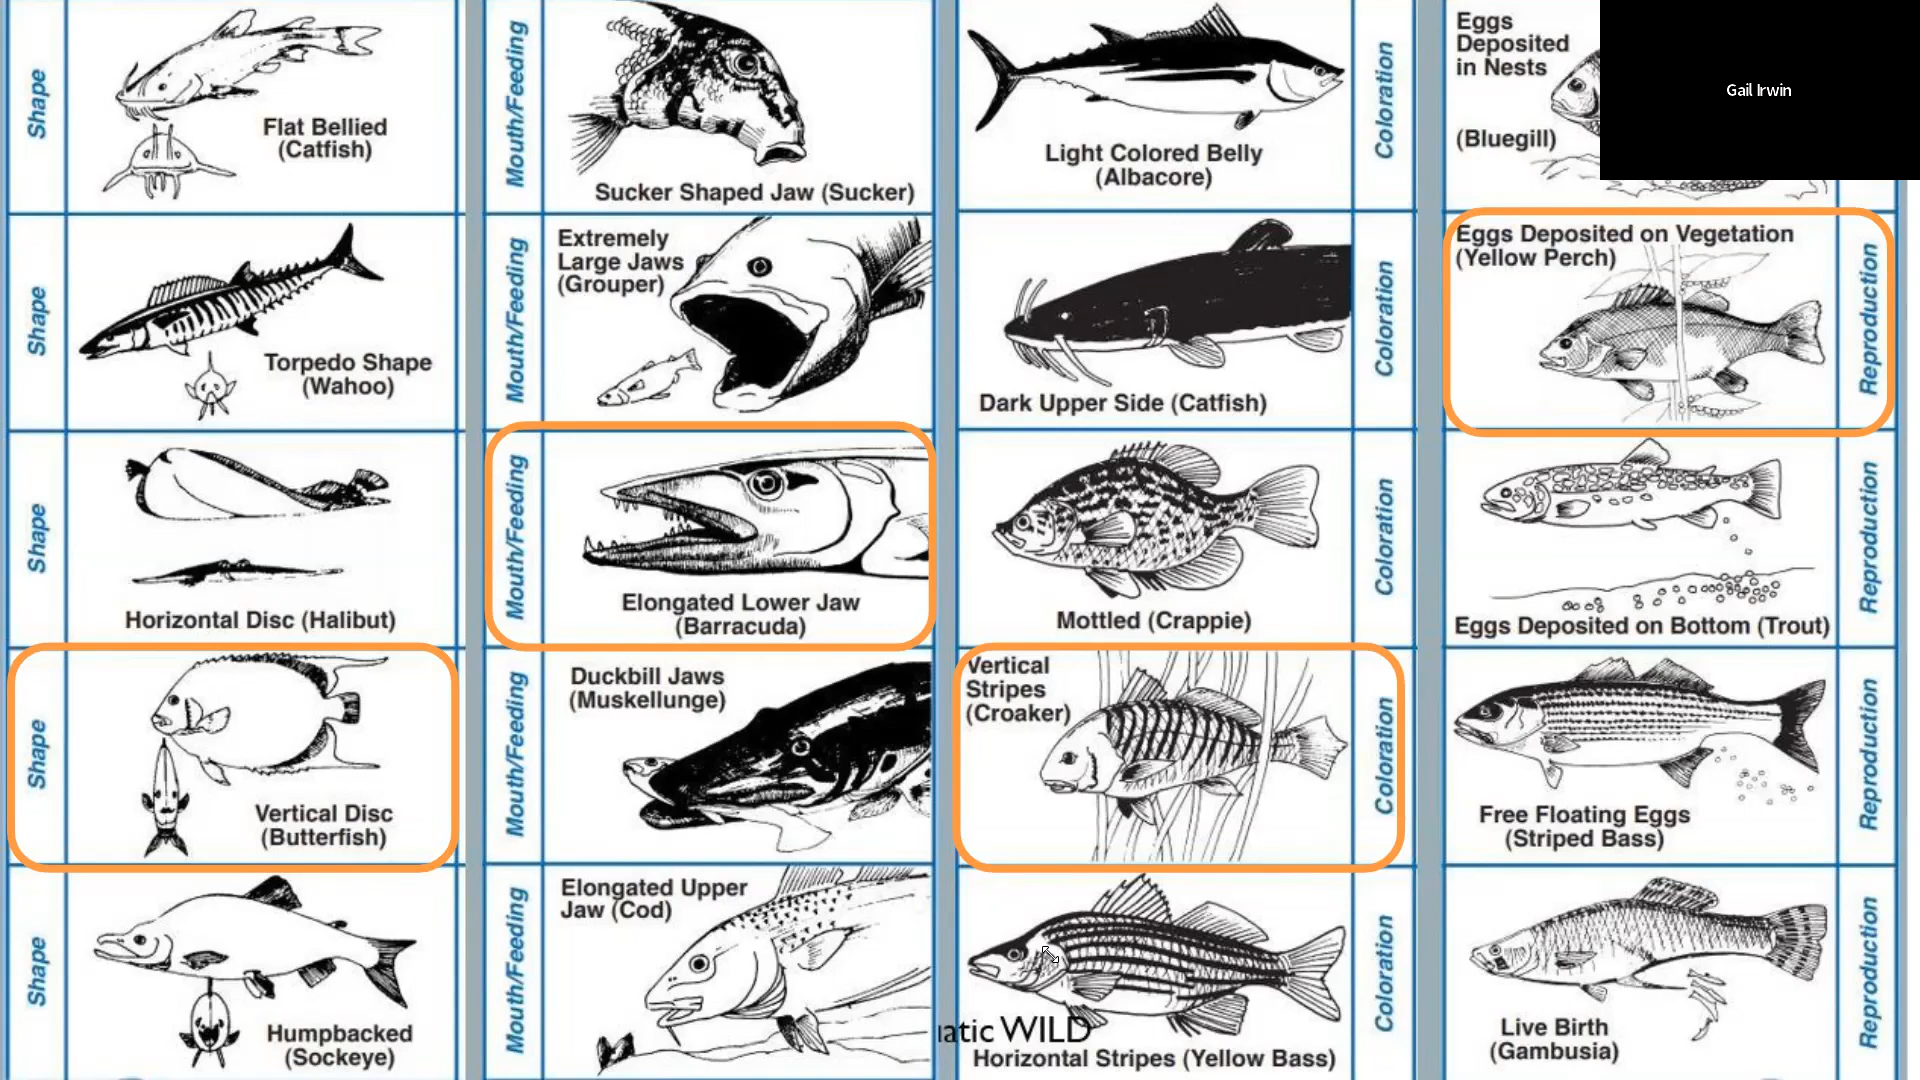 Shape
Flat Bellied
(Catfish)
Shape
Torpedo Shape
(Wahoo)
Shape
Horizontal Disc (Halibut)
Shape
Vertical Disc
(Butterfish)
Shape
Humpbacked
(Sockeye)
Mouth/Feeding
Sucker Shaped Jaw (Sucker)
Mouth/Feeding
Extremely
Large Jaws
(Grouper)
Mouth/Feeding
Elongated Lower Jaw
(Barracuda)
Mouth/Feeding
Duckbill Jaws
(Muskellunge)
Mouth/Feeding
Elongated Upper
Jaw (Cod)
Light Colored Belly
(Albacore)
Coloration
Dark Upper Side (Catfish)
Coloration
Mottled (Crappie)
Coloration
Vertical
Stripes
(Croaker)
Coloration
uatic WILD
Horizontal Stripes (Yellow Bass)
Coloration
Eggs
Deposited
in Nests
(Bluegill)
Gail Irwin
Eggs Deposited on Vegetation
(Yellow Perch)
Reproduction
Eggs Deposited on Bottom (Trout)
Reproduction
Free Floating Eggs
(Striped Bass)
Reproduction
Live Birth
(Gambusia)
Reproduction